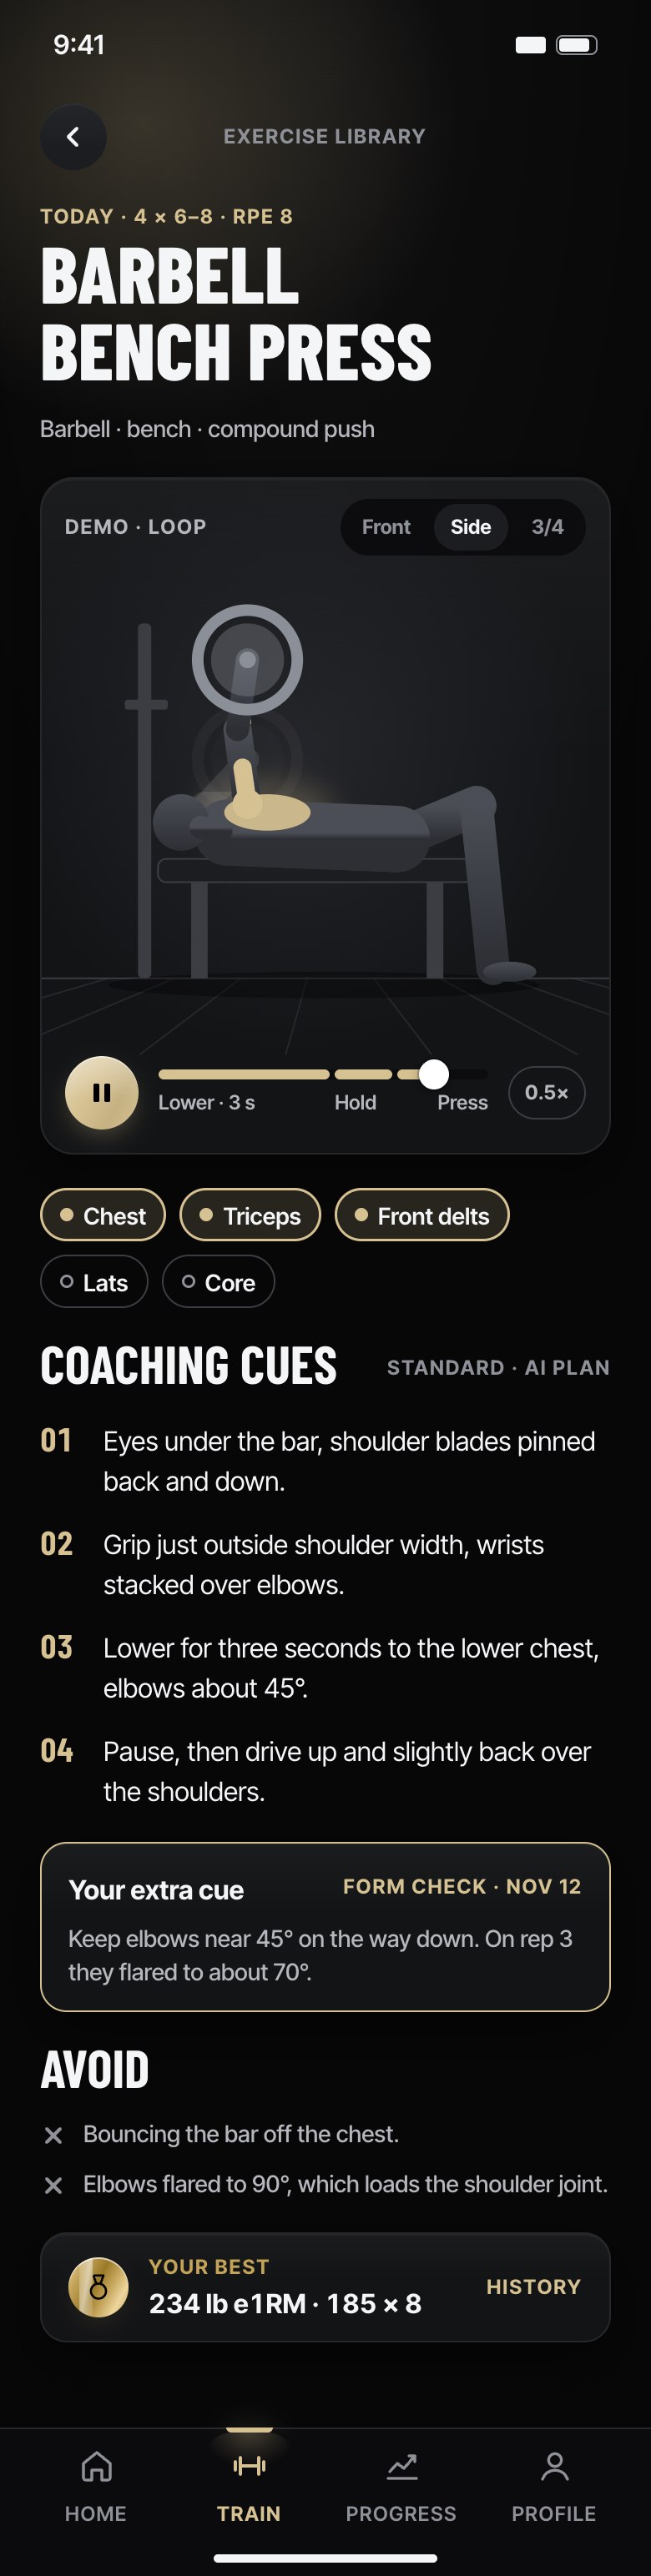 9:41
EXERCISE LIBRARY
TODAY · 4 × 6–8 · RPE 8
BARBELL
BENCH PRESS
Barbell · bench · compound push
DEMO · LOOP
Front Side 3/4
Lower · 3 s Hold Press
0.5×
Chest Triceps Front delts
Lats Core
COACHING CUES STANDARD · AI PLAN
01 Eyes under the bar, shoulder blades pinned
back and down.
02 Grip just outside shoulder width, wrists
stacked over elbows.
03 Lower for three seconds to the lower chest,
elbows about 45°.
04 Pause, then drive up and slightly back over
the shoulders.
Your extra cue FORM CHECK · NOV 12
Keep elbows near 45° on the way down. On rep 3
they flared to about 70°.
AVOID
Bouncing the bar off the chest.
Elbows flared to 90°, which loads the shoulder joint.
YOUR BEST
234 lb e1RM · 185 × 8
HISTORY
HOME TRAIN PROGRESS PROFILE